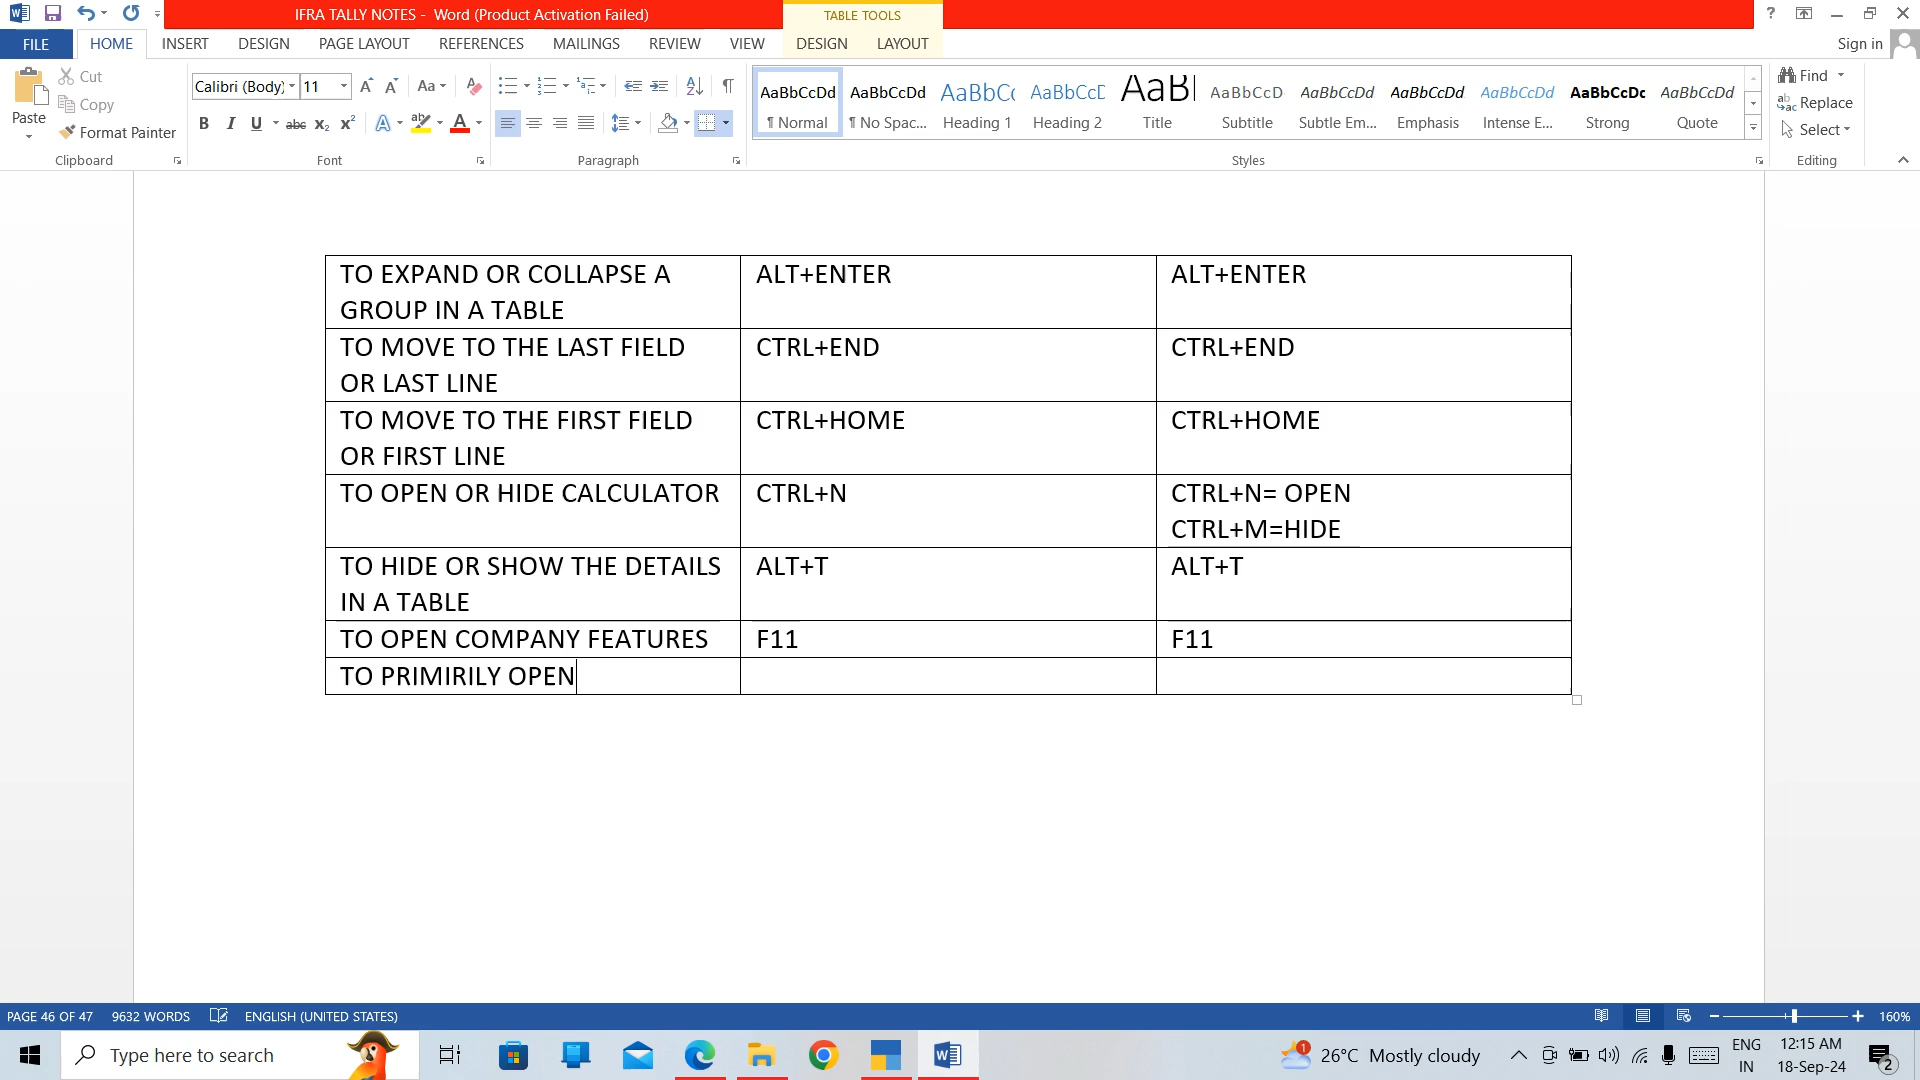 IFRA TALLY NOTES - Word (Product Activation Failed)
TABLE TOOLS
FILE HOME INSERT DESIGN PAGE LAYOUT REFERENCES MAILINGS REVIEW VIEW DESIGN LAYOUT Sign in
Paste
Cut
Copy
Format Painter
Calibri (Body) 11
AaBbCcDd AaBbCcDd AaBbCc AaBbCcD AaBl AaBbCcD AaBbCcDd AaBbCcDd AaBbCcDd AaBbCcDc AaBbCcDd
¶ Normal ¶ No Spac... Heading 1 Heading 2 Title Subtitle Subtle Em... Emphasis Intense E... Strong Quote
Find
Replace
Select
Clipboard Font Paragraph Styles Editing
TO EXPAND OR COLLAPSE A
GROUP IN A TABLE
ALT+ENTER
ALT+ENTER
TO MOVE TO THE LAST FIELD
OR LAST LINE
CTRL+END
CTRL+END
TO MOVE TO THE FIRST FIELD
OR FIRST LINE
CTRL+HOME
CTRL+HOME
TO OPEN OR HIDE CALCULATOR
CTRL+N
CTRL+N= OPEN
CTRL+M=HIDE
TO HIDE OR SHOW THE DETAILS
IN A TABLE
ALT+T
ALT+T
TO OPEN COMPANY FEATURES
F11
F11
TO PRIMIRILY OPEN
PAGE 46 OF 47 9632 WORDS ENGLISH (UNITED STATES) 160%
Type here to search
26°C Mostly cloudy
ENG
IN
12:15 AM
18-Sep-24